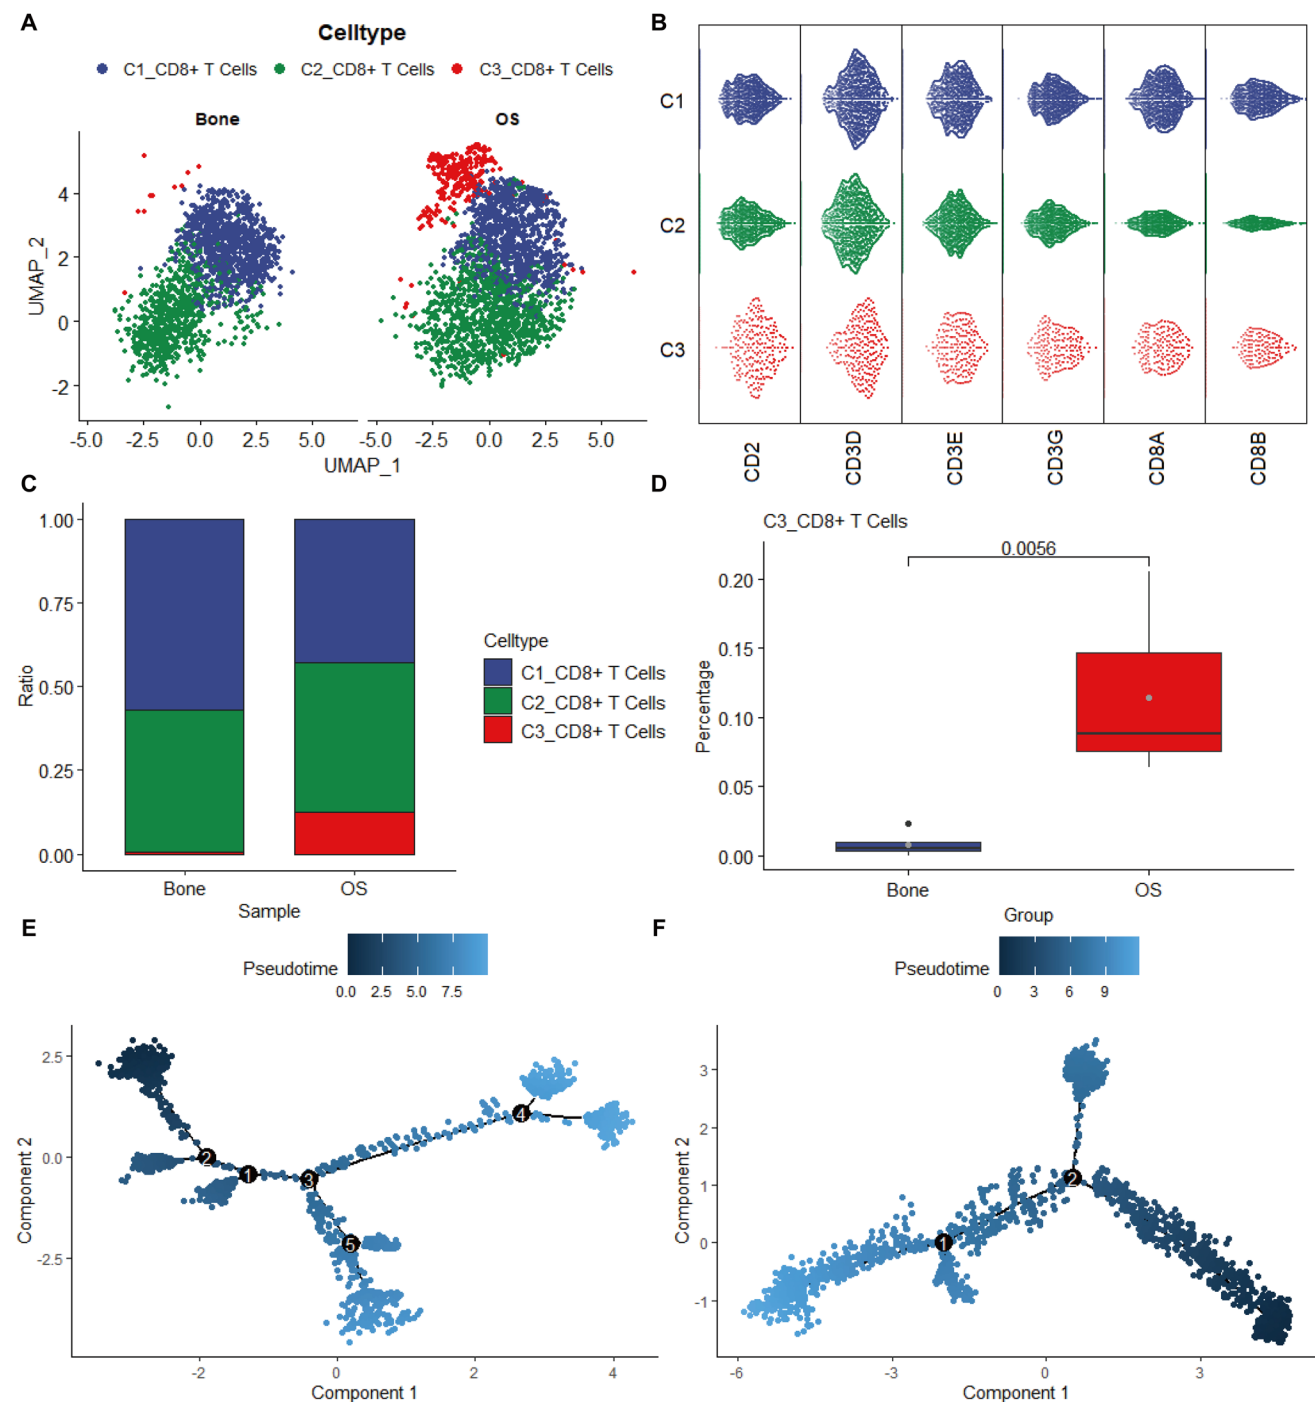 A
Celltype
C1_CD8+ T Cells
C2_CD8+ T Cells
C3_CD8+ T Cells
Bone
OS
UMAP_2
4
2
0
-2
-5.0
-2.5
0.0
2.5
5.0
-5.0
-2.5
0.0
2.5
5.0
UMAP_1
B
C1
C2
C3
CD2
CD3D
CD3E
CD3G
CD8A
CD8B
C
1.00
0.75
0.50
0.25
0.00
Ratio
Bone
OS
Sample
Celltype
C1_CD8+ T Cells
C2_CD8+ T Cells
C3_CD8+ T Cells
D
C3_CD8+ T Cells
0.0056
0.20
0.15
0.10
0.05
0.00
Percentage
Bone
OS
Group
E
Pseudotime
0.0 2.5 5.0 7.5
2.5
0.0
-2.5
Component 2
2
1
3
4
5
-2
0
2
4
Component 1
F
Pseudotime
0 3 6 9
3
2
1
0
-1
Component 2
2
1
-6
-3
0
3
Component 1